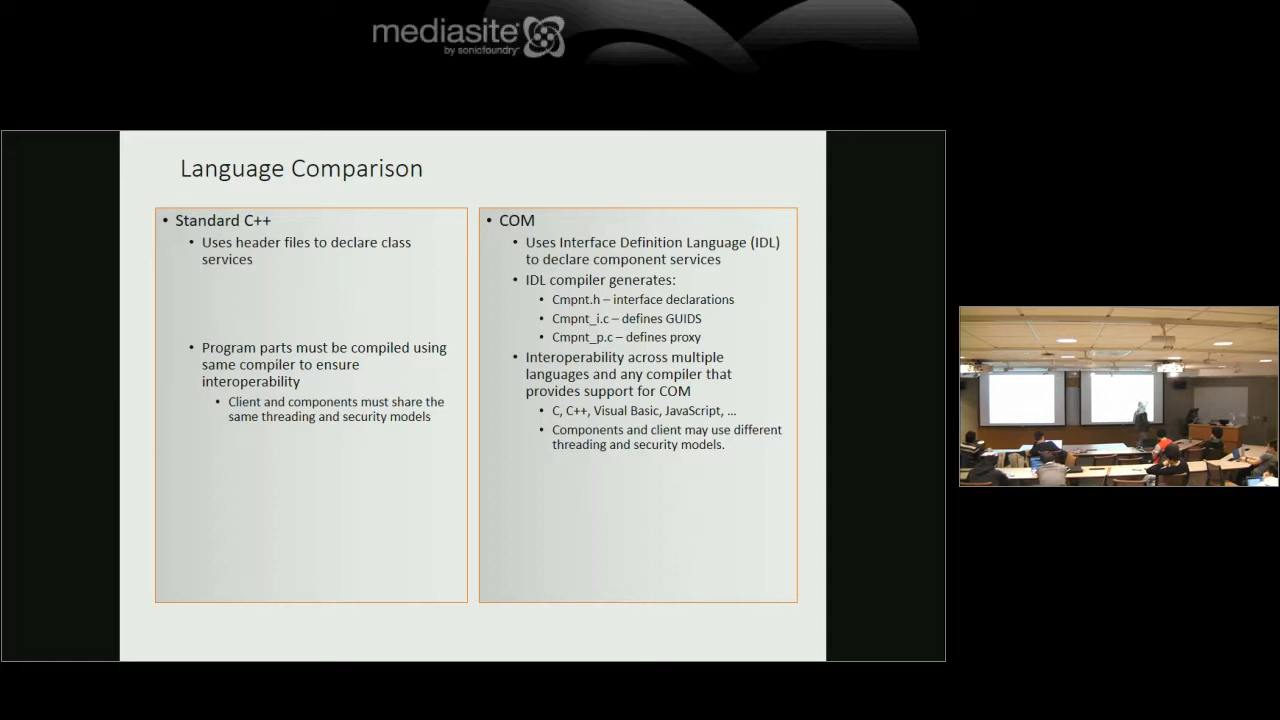 mediasite
by sonicfoundry
Language Comparison
• Standard C++
• Uses header files to declare class
services
• Program parts must be compiled using
same compiler to ensure
interoperability
• Client and components must share the
same threading and security models
• COM
• Uses Interface Definition Language (IDL)
to declare component services
• IDL compiler generates:
• Cmpnt.h – interface declarations
• Cmpnt_i.c – defines GUIDS
• Cmpnt_p.c – defines proxy
• Interoperability across multiple
languages and any compiler that
provides support for COM
• C, C++, Visual Basic, JavaScript, ...
• Components and client may use different
threading and security models.